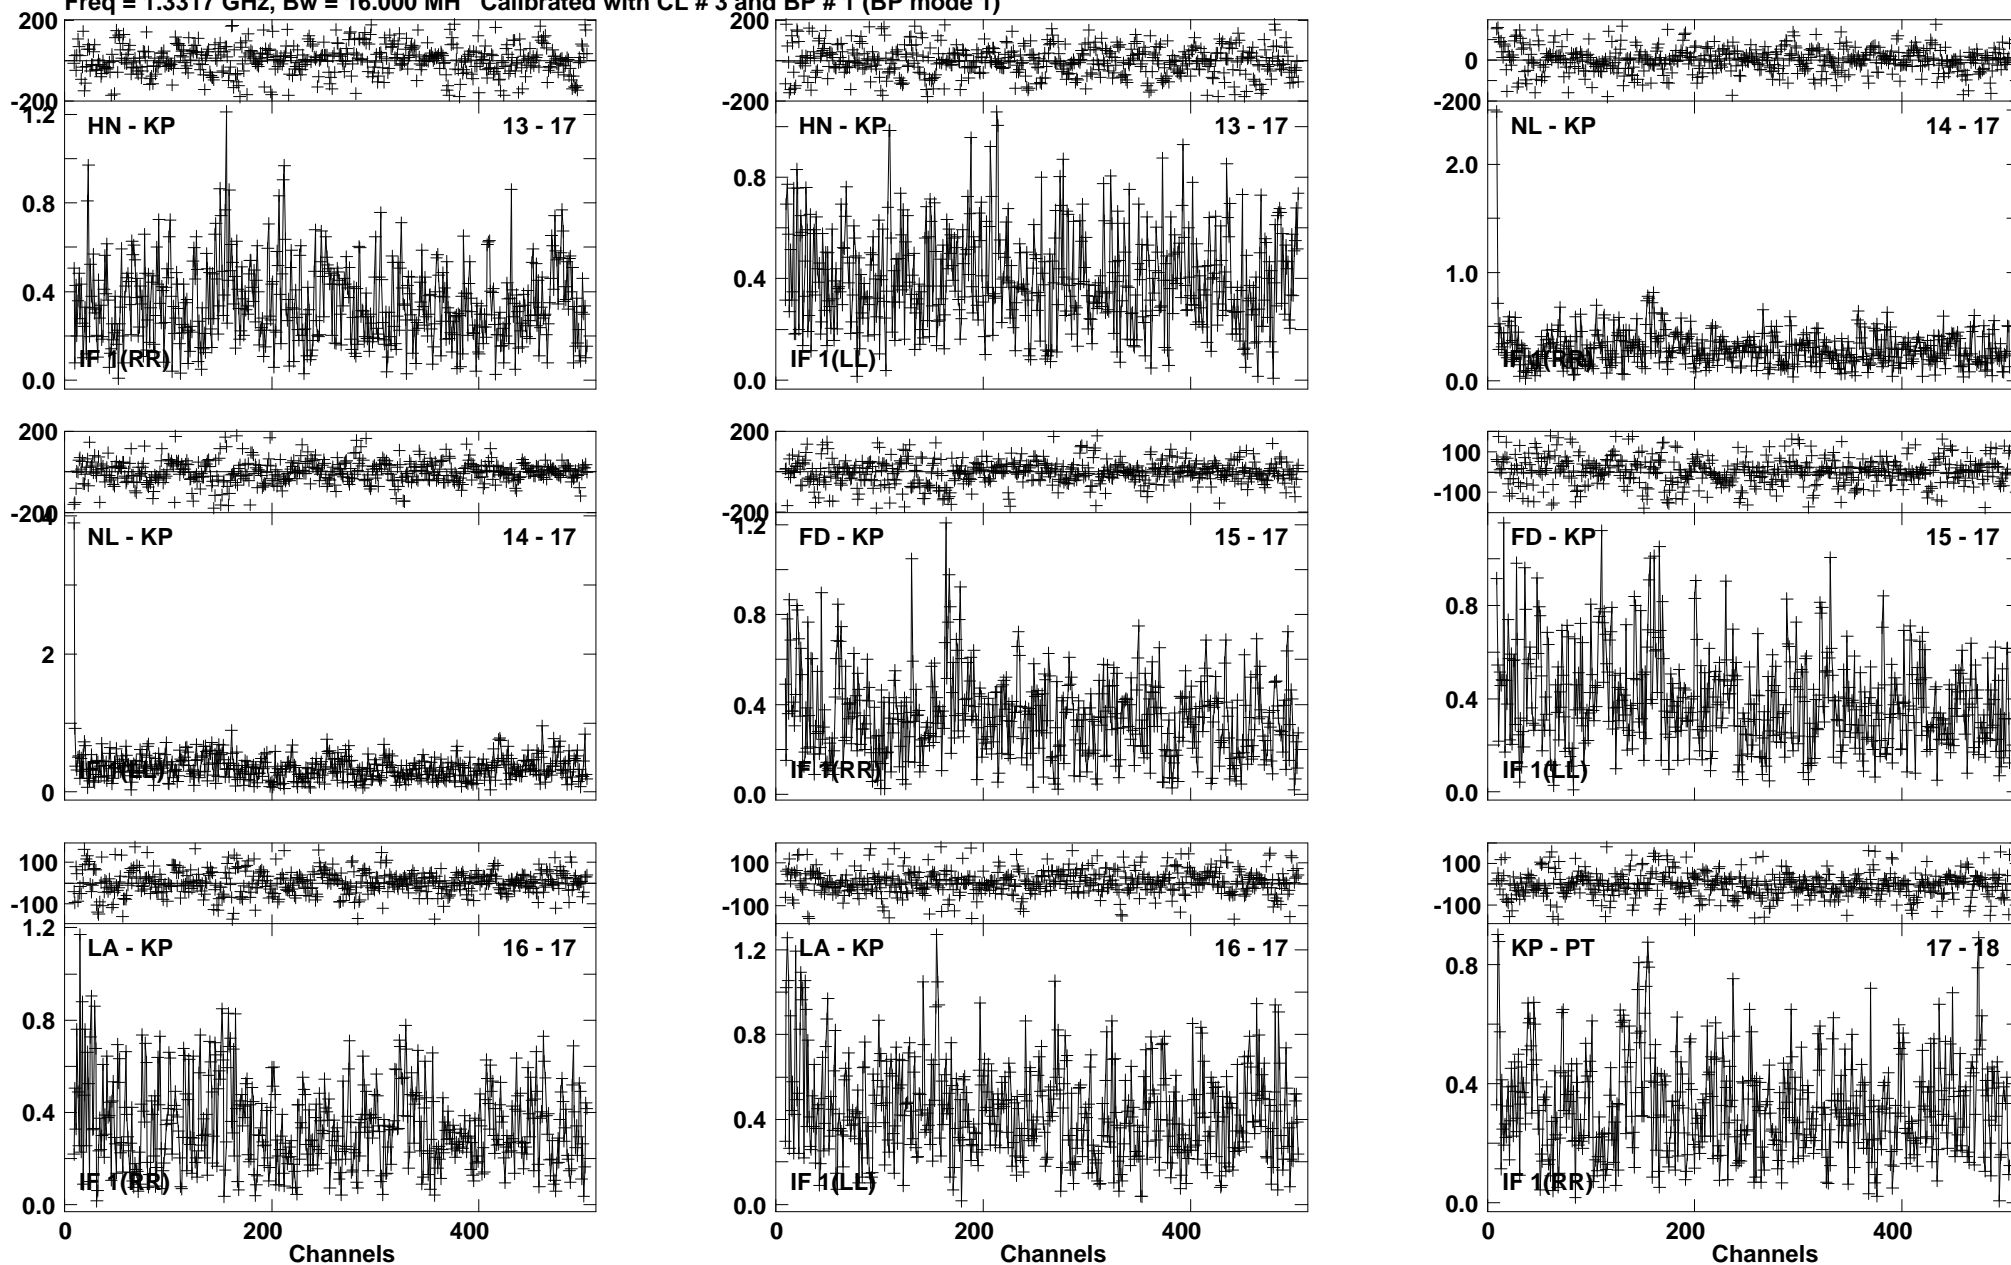 Freq = 1.3317 GHz, Bw = 16.000 MH Calibrated with CL # 3 and BP # 1 (BP mode 1)
200
-200
200
-200
0
-200
HN - KP 13 - 17
1.2
0.8
0.4
0.0
IF 1(RR)
HN - KP 13 - 17
0.8
0.4
0.0
IF 1(LL)
NL - KP 14 - 17
2.0
1.0
0.0
IF 1(RR)
200
-200
200
-200
100
-100
NL - KP 14 - 17
4
2
0
IF 1(LL)
FD - KP 15 - 17
1.2
0.8
0.4
0.0
IF 1(RR)
FD - KP 15 - 17
0.8
0.4
0.0
IF 1(LL)
100
-100
100
-100
100
-100
LA - KP 16 - 17
1.2
0.8
0.4
0.0
IF 1(RR)
LA - KP 16 - 17
1.2
0.8
0.4
0.0
IF 1(LL)
KP - PT 17 - 18
0.8
0.4
0.0
IF 1(RR)
0 200 400
Channels
0 200 400
Channels
0 200 400
Channels